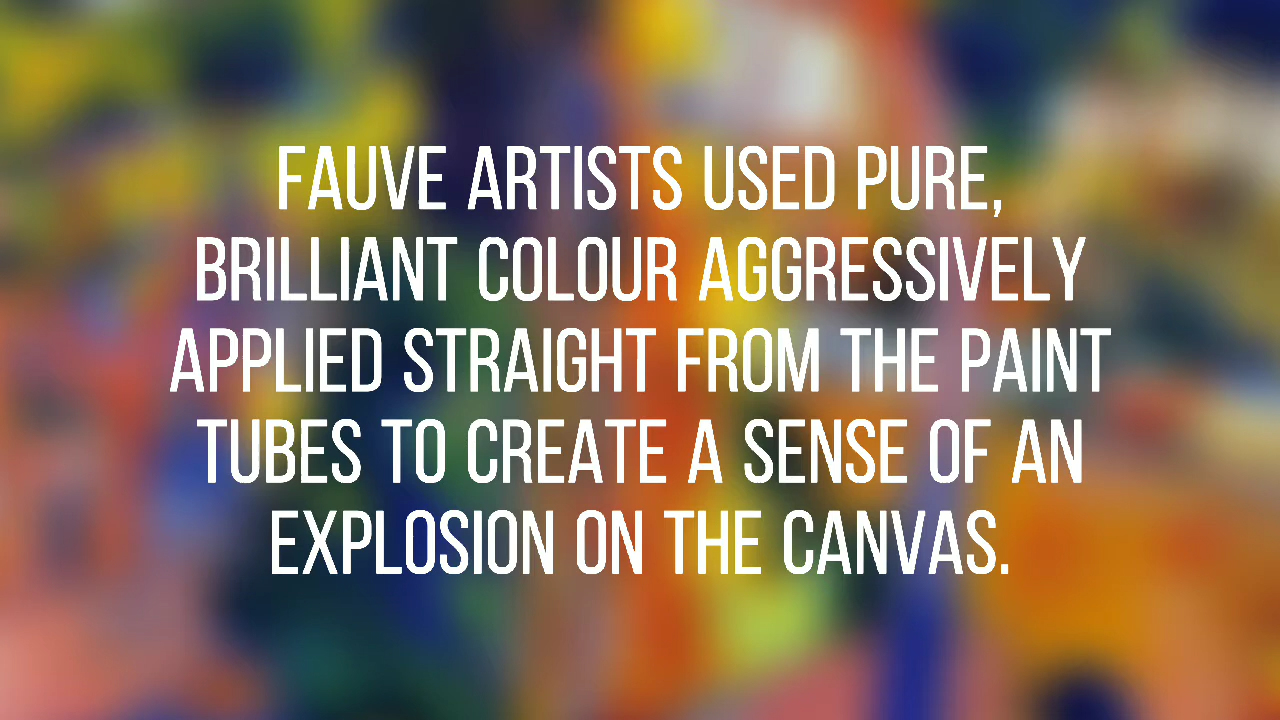 FAUVE ARTISTS USED PURE,
BRILLIANT COLOUR AGGRESSIVELY
APPLIED STRAIGHT FROM THE PAINT
TUBES TO CREATE A SENSE OF AN
EXPLOSION ON THE CANVAS.